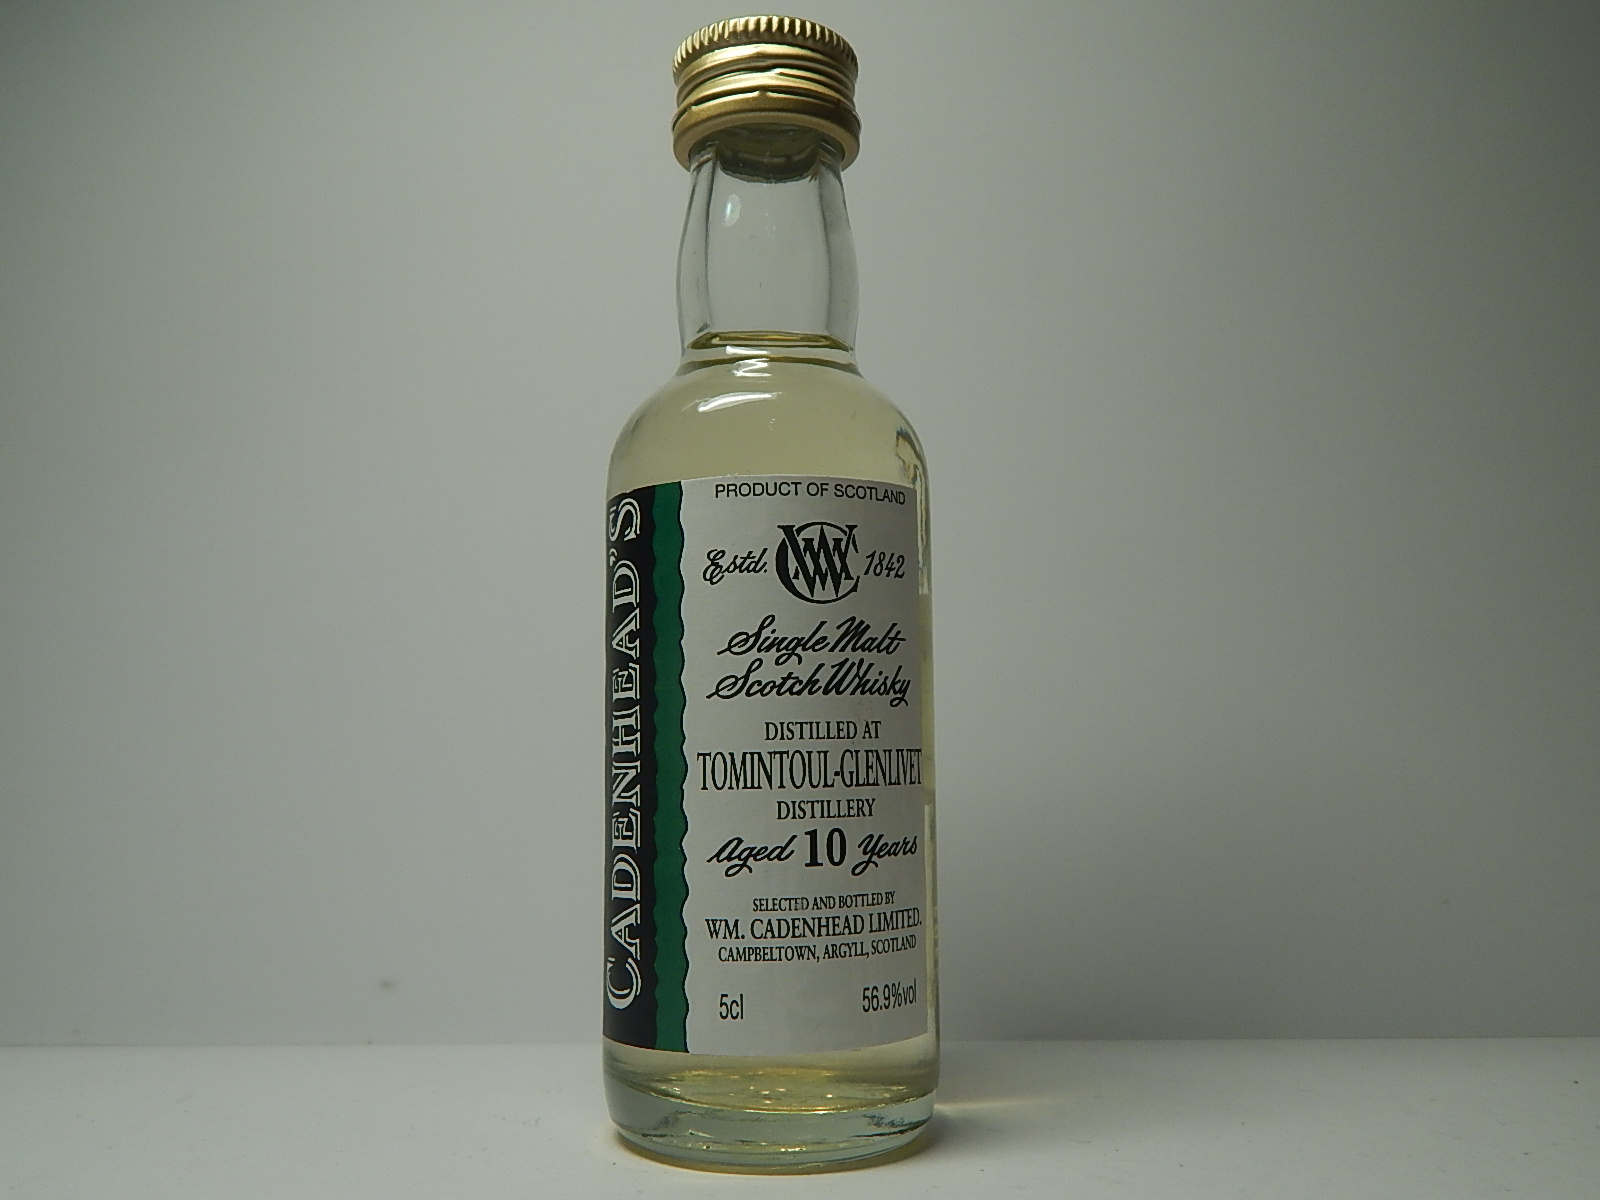 CADENHEAD'S
PRODUCT OF SCOTLAND
Estd. WC 1842
Single Malt
Scotch Whisky
DISTILLED AT
TOMINTOUL-GLENLIVET
DISTILLERY
Aged 10 Years
SELECTED AND BOTTLED BY
WM. CADENHEAD LIMITED.
CAMPBELTOWN, ARGYLL, SCOTLAND
5cl 56.9%vol